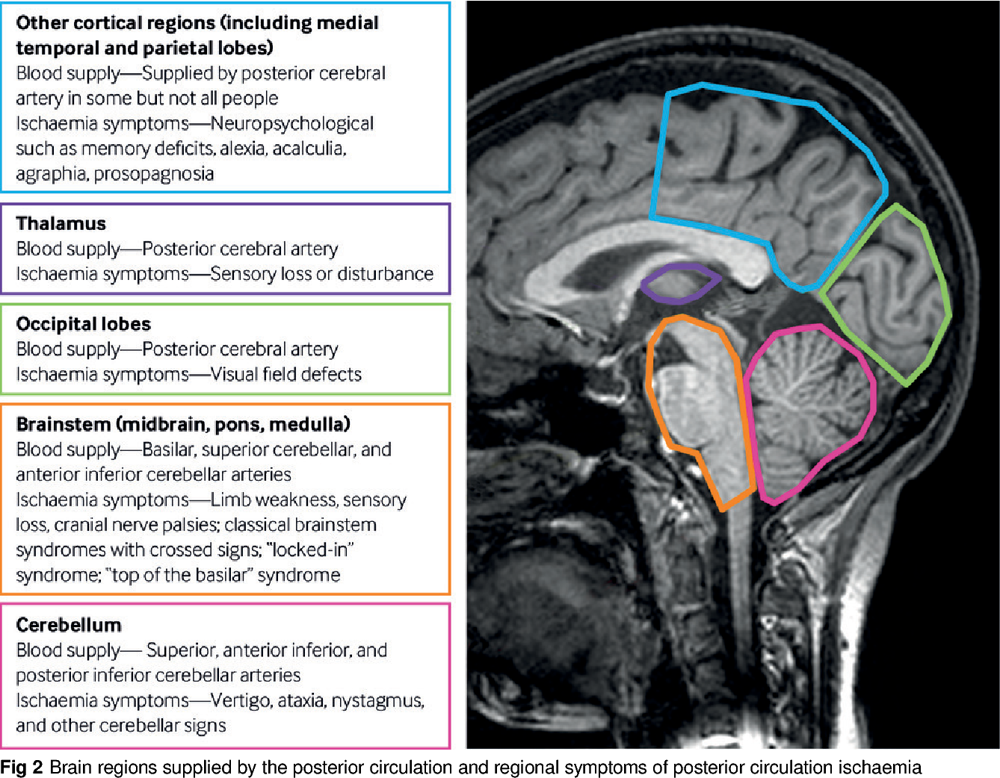 Other cortical regions (including medial
temporal and parietal lobes)
Blood supply—Supplied by posterior cerebral
artery in some but not all people
Ischaemia symptoms—Neuropsychological
such as memory deficits, alexia, acalculia,
agraphia, prosopagnosia
Thalamus
Blood supply—Posterior cerebral artery
Ischaemia symptoms—Sensory loss or disturbance
Occipital lobes
Blood supply—Posterior cerebral artery
Ischaemia symptoms—Visual field defects
Brainstem (midbrain, pons, medulla)
Blood supply—Basilar, superior cerebellar, and
anterior inferior cerebellar arteries
Ischaemia symptoms—Limb weakness, sensory
loss, cranial nerve palsies; classical brainstem
syndromes with crossed signs; “locked-in”
syndrome; “top of the basilar” syndrome
Cerebellum
Blood supply— Superior, anterior inferior, and
posterior inferior cerebellar arteries
Ischaemia symptoms—Vertigo, ataxia, nystagmus,
and other cerebellar signs
Fig 2 Brain regions supplied by the posterior circulation and regional symptoms of posterior circulation ischaemia